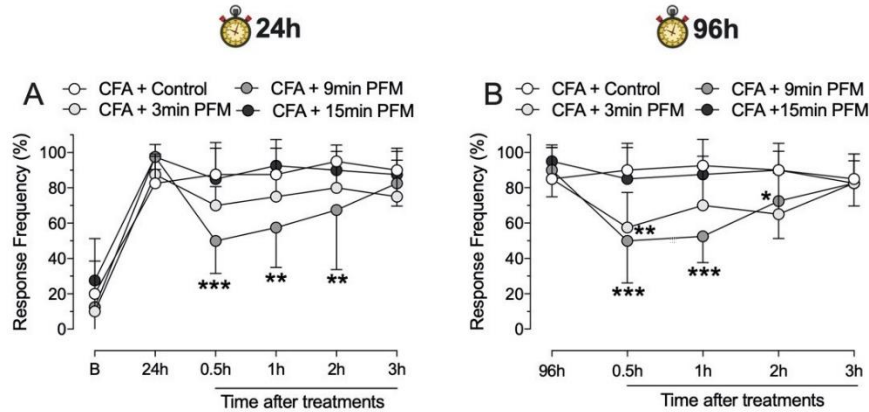 24h
96h
A
CFA + Control
CFA + 9min PFM
CFA + 3min PFM
CFA + 15min PFM
Response Frequency (%)
100
80
60
40
20
0
***
**
**
B
24h
0.5h
1h
2h
3h
Time after treatments
B
CFA + Control
CFA + 9min PFM
CFA + 3min PFM
CFA +15min PFM
Response Frequency (%)
100
80
60
40
20
0
**
***
***
*
96h
0.5h
1h
2h
3h
Time after treatments